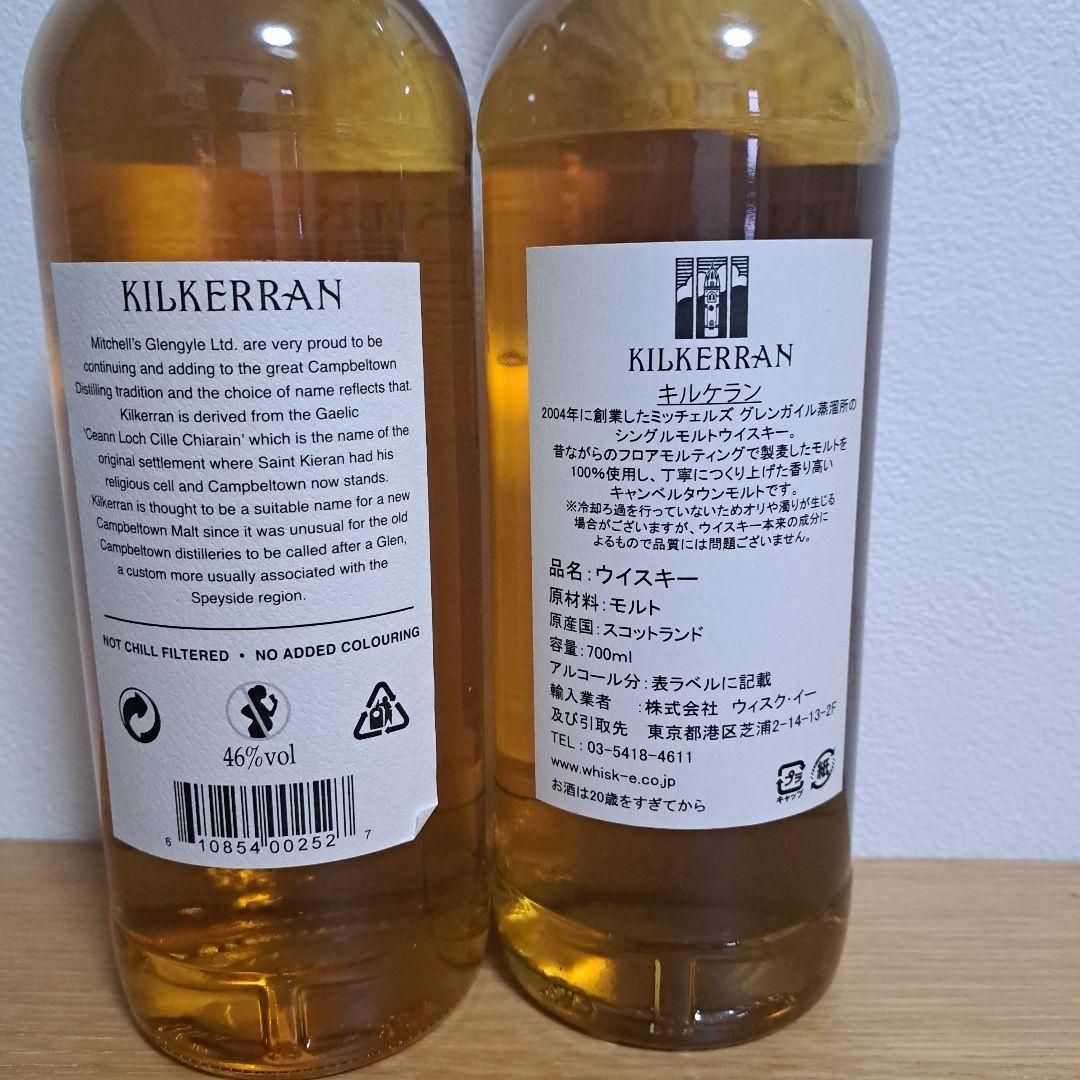 KILKERRAN
Mitchell's Glengyle Ltd. are very proud to be
continuing and adding to the great Campbeltown
Distilling tradition and the choice of name reflects that.
Kilkerran is derived from the Gaelic
'Ceann Loch Cille Chiarain' which is the name of the
original settlement where Saint Kieran had his
religious cell and Campbeltown now stands.
Kilkerran is thought to be a suitable name for a new
Campbeltown Malt since it was unusual for the old
Campbeltown distilleries to be called after a Glen,
a custom more usually associated with the
Speyside region.
NOT CHILL FILTERED • NO ADDED COLOURING
46%vol
6 10854 00252 7
KILKERRAN
キルケラン
2004年に創業したミッチェルズ グレンガイル蒸溜所の
シングルモルトウイスキー。
昔ながらのフロアモルティングで製麦したモルトを
100%使用し、丁寧につくり上げた香り高い
キャンベルタウンモルトです。
※冷却ろ過を行っていないためオリや濁りが生じる
場合がございますが、ウイスキー本来の成分に
よるもので品質には問題ございません。
品名:ウイスキー
原材料:モルト
原産国:スコットランド
容量:700ml
アルコール分:表ラベルに記載
輸入業者 :株式会社 ウィスク・イー
及び引取先 東京都港区芝浦2-14-13-2F
TEL:03-5418-4611
www.whisk-e.co.jp
お酒は20歳をすぎてから
プラ
キャップ
紙